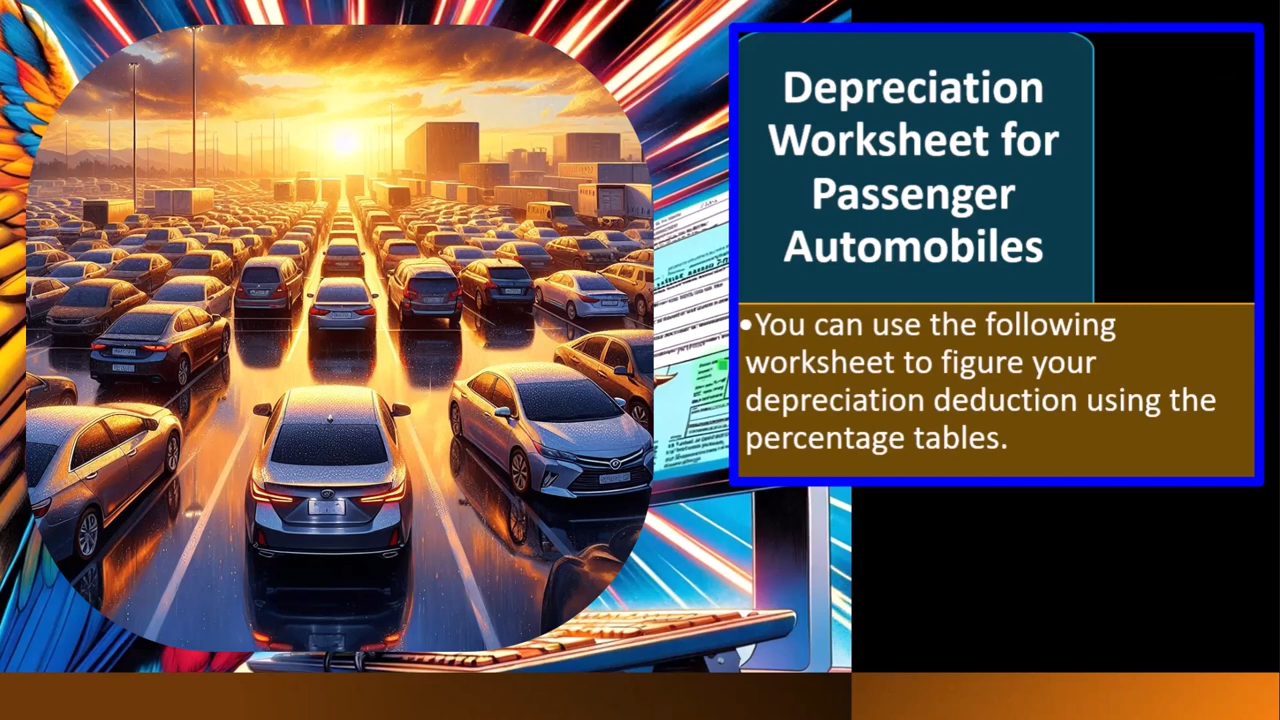 Depreciation
Worksheet for
Passenger
Automobiles
•You can use the following
worksheet to figure your
depreciation deduction using the
percentage tables.